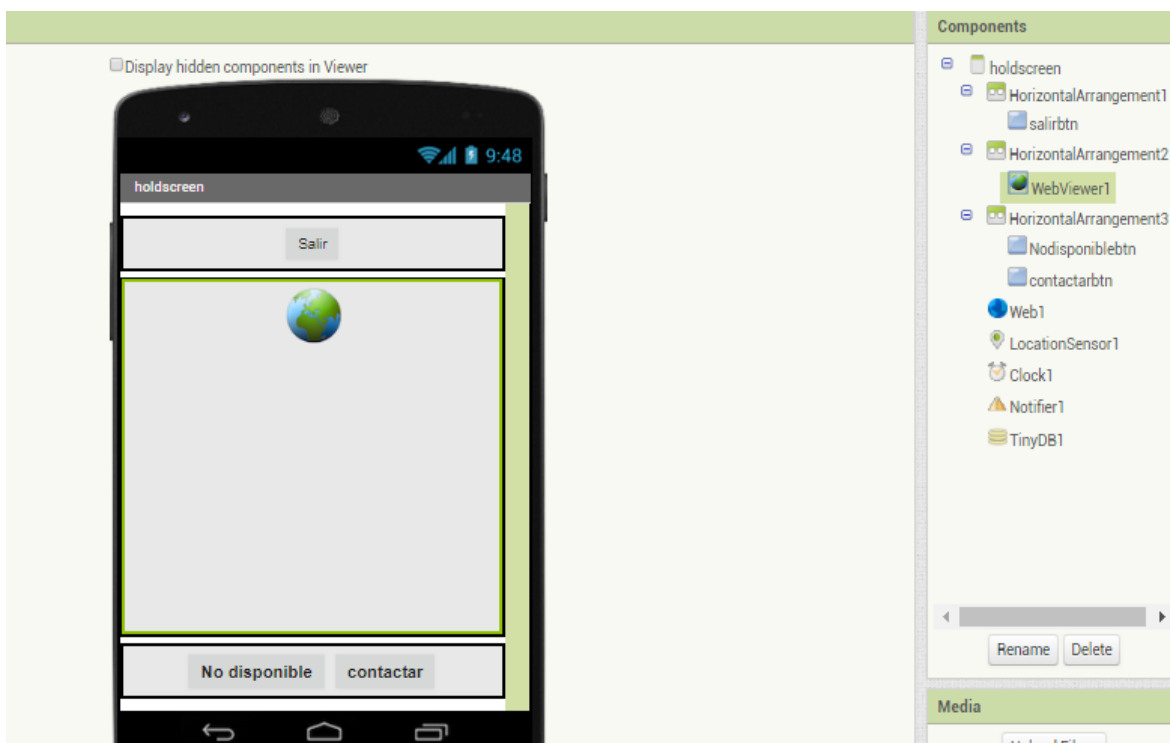 Components
Display hidden components in Viewer
9:48
holdscreen
Salir
No disponible
contactar
holdscreen
HorizontalArrangement1
salirbtn
HorizontalArrangement2
WebViewer1
HorizontalArrangement3
Nodisponiblebtn
contactarbtn
Web1
LocationSensor1
Clock1
Notifier1
TinyDB1
Rename Delete
Media